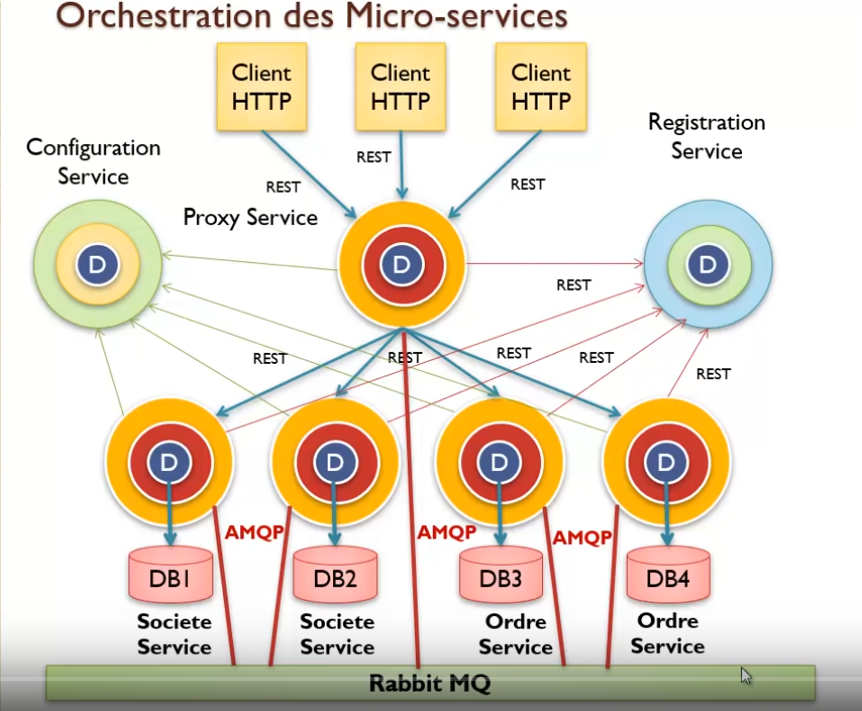 Orchestration des Micro-services
Client
HTTP
Client
HTTP
Client
HTTP
Configuration
Service
Registration
Service
REST
REST
REST
Proxy Service
D
D
D
REST
REST
REST
REST
REST
REST
D
D
D
D
AMQP
AMQP
AMQP
DB1
DB2
DB3
DB4
Societe
Service
Societe
Service
Ordre
Service
Ordre
Service
Rabbit MQ